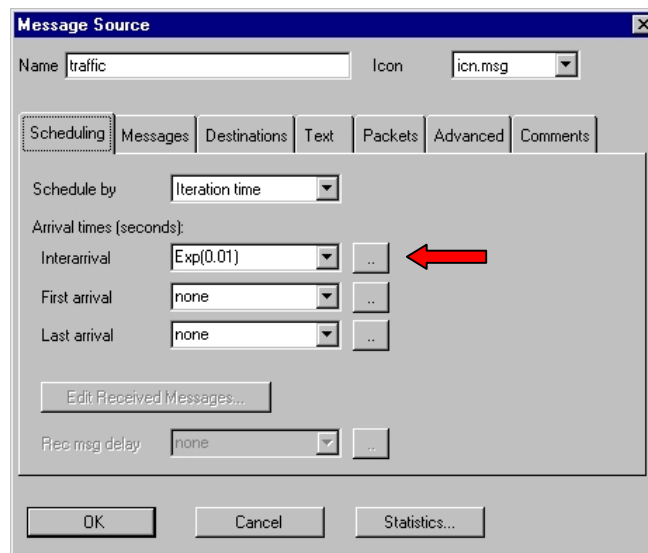 Message Source
Name traffic Icon icn.msg
Scheduling Messages Destinations Text Packets Advanced Comments
Schedule by Iteration time
Arrival times (seconds):
Interarrival Exp(0.01) ..
First arrival none ..
Last arrival none ..
Edit Received Messages...
Rec msg delay none ..
OK Cancel Statistics...